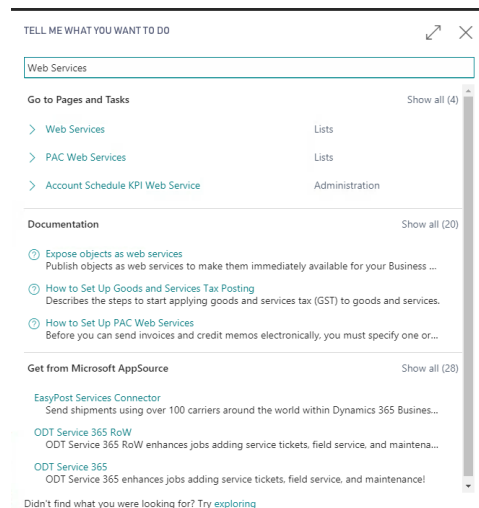 TELL ME WHAT YOU WANT TO DO
Web Services
Go to Pages and Tasks Show all (4)
Web Services Lists
PAC Web Services Lists
Account Schedule KPI Web Service Administration
Documentation Show all (20)
Expose objects as web services
Publish objects as web services to make them immediately available for your Business ...
How to Set Up Goods and Services Tax Posting
Describes the steps to start applying goods and services tax (GST) to goods and services.
How to Set Up PAC Web Services
Before you can send invoices and credit memos electronically, you must specify one or...
Get from Microsoft AppSource Show all (28)
EasyPost Services Connector
Send shipments using over 100 carriers around the world within Dynamics 365 Busines...
ODT Service 365 RoW
ODT Service 365 RoW enhances jobs adding service tickets, field service, and maintena...
ODT Service 365
ODT Service 365 enhances jobs adding service tickets, field service, and maintenance!
Didn't find what you were looking for? Try exploring